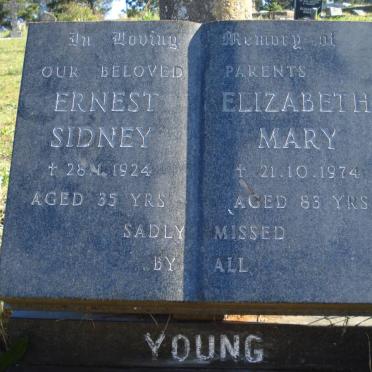 In Loving Memory of
OUR BELOVED PARENTS
ERNEST
SIDNEY
† 28.4.1924
AGED 35 YRS
ELIZABETH
MARY
† 21.10.1974
AGED 83 YRS
SADLY MISSED
BY ALL
YOUNG